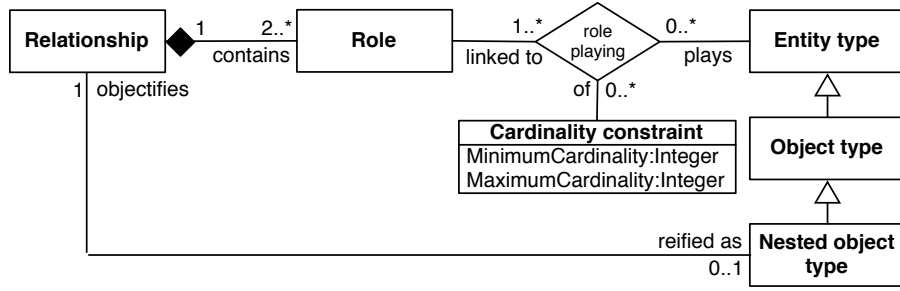 Relationship
1
2..*
contains
Role
1..*
linked to
role
playing
0..*
plays
Entity type
1
objectifies
of
0..*
Cardinality constraint
MinimumCardinality:Integer
MaximumCardinality:Integer
Object type
reified as
0..1
Nested object
type